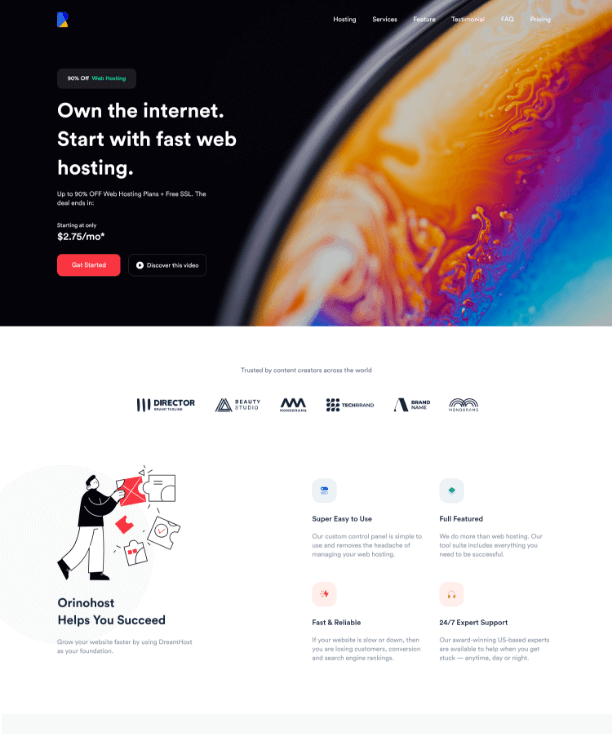 Hosting Services Feature Testimonial FAQ Pricing
90% Off Web Hosting
Own the internet.
Start with fast web
hosting.
Up to 90% OFF Web Hosting Plans + Free SSL. The
deal ends in:
Starting at only
$2.75/mo*
Get Started
Discover this video
Trusted by content creators across the world
DIRECTOR
BEAUTY
STUDIO
TECHBRAND
BRAND
NAME
Orinohost
Helps You Succeed
Grow your website faster by using DreamHost
as your foundation.
Super Easy to Use
Our custom control panel is simple to
use and removes the headache of
managing your web hosting.
Full Featured
We do more than web hosting. Our
tool suite includes everything you
need to be successful.
Fast & Reliable
If your website is slow or down, then
you are losing customers, conversion
and search engine rankings.
24/7 Expert Support
Our award-winning US-based experts
are available to help when you get
stuck — anytime, day or night.